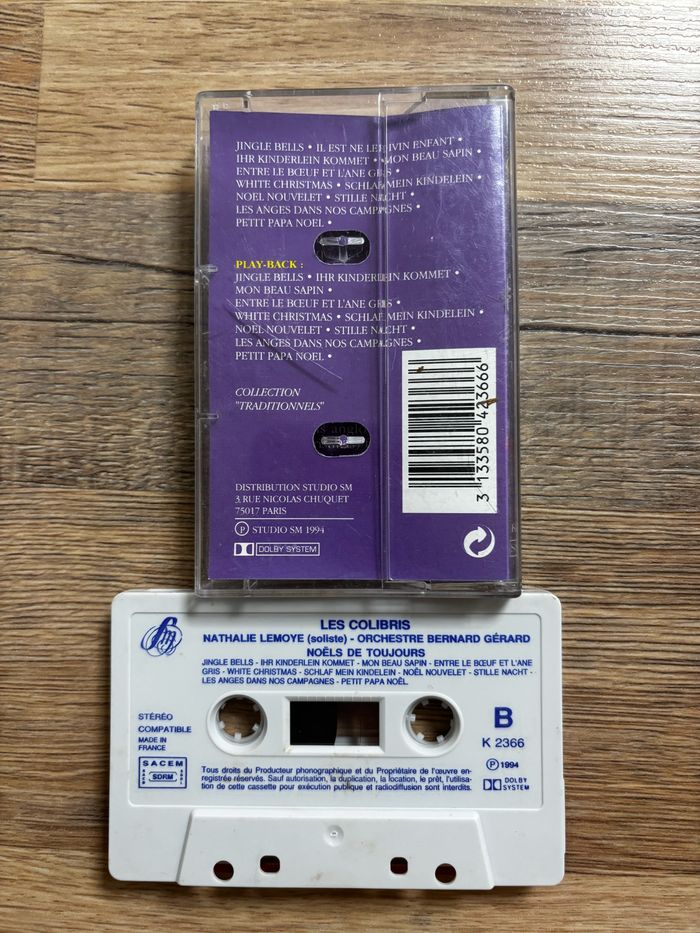 JINGLE BELLS • IL EST NE LE DIVIN ENFANT •
IHR KINDERLEIN KOMMET • MON BEAU SAPIN •
ENTRE LE BŒUF ET L'ANE GRIS •
WHITE CHRISTMAS • SCHLAF MEIN KINDELEIN •
NOEL NOUVELET • STILLE NACHT •
LES ANGES DANS NOS CAMPAGNES •
PETIT PAPA NOEL •
PLAY-BACK :
JINGLE BELLS • IHR KINDERLEIN KOMMET •
MON BEAU SAPIN •
ENTRE LE BŒUF ET L'ANE GRIS •
WHITE CHRISTMAS • SCHLAF MEIN KINDELEIN •
NOEL NOUVELET • STILLE NACHT •
LES ANGES DANS NOS CAMPAGNES •
PETIT PAPA NOEL •
COLLECTION
"TRADITIONNELS"
DISTRIBUTION STUDIO SM
3 RUE NICOLAS CHUQUET
75017 PARIS
Ⓟ STUDIO SM 1994
DOLBY SYSTEM
3 133580 423666
LES COLIBRIS
NATHALIE LEMOYE (soliste) - ORCHESTRE BERNARD GÉRARD
NOËLS DE TOUJOURS
JINGLE BELLS - IHR KINDERLEIN KOMMET - MON BEAU SAPIN - ENTRE LE BŒUF ET L'ANE
GRIS - WHITE CHRISTMAS - SCHLAF MEIN KINDELEIN - NOËL NOUVELET - STILLE NACHT -
LES ANGES DANS NOS CAMPAGNES - PETIT PAPA NOËL.
STÉRÉO
COMPATIBLE
MADE IN
FRANCE
SACEM
SDRM
B
K 2366
Ⓟ 1994
DOLBY
SYSTEM
Tous droits du Producteur phonographique et du Propriétaire de l'œuvre en-
registrée réservés. Sauf autorisation, la duplication, la location, le prêt, l'utilisa-
tion de cette cassette pour exécution publique et radiodiffusion sont interdits.